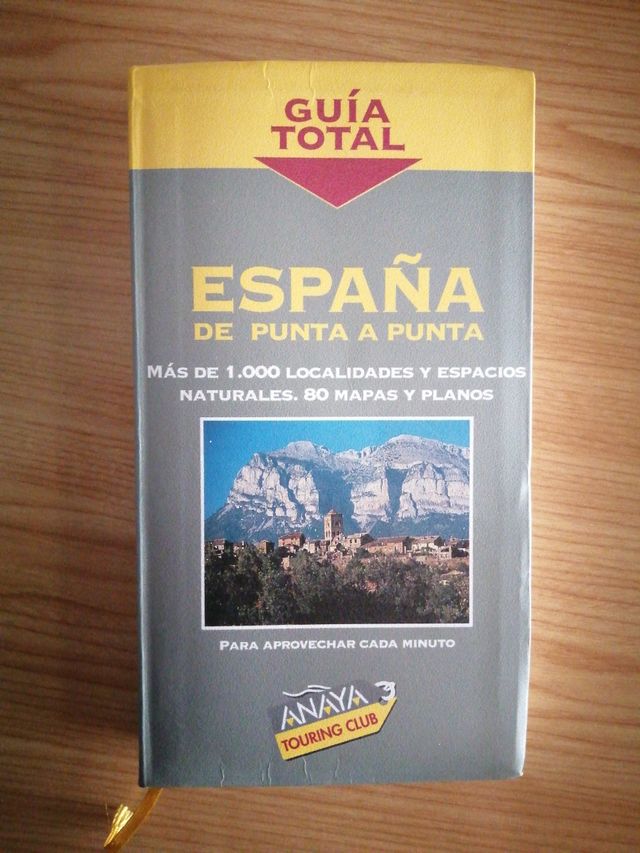 GUÍA
TOTAL
ESPAÑA
DE PUNTA A PUNTA
MÁS DE 1.000 LOCALIDADES Y ESPACIOS
NATURALES. 80 MAPAS Y PLANOS
PARA APROVECHAR CADA MINUTO
ANAYA
TOURING CLUB